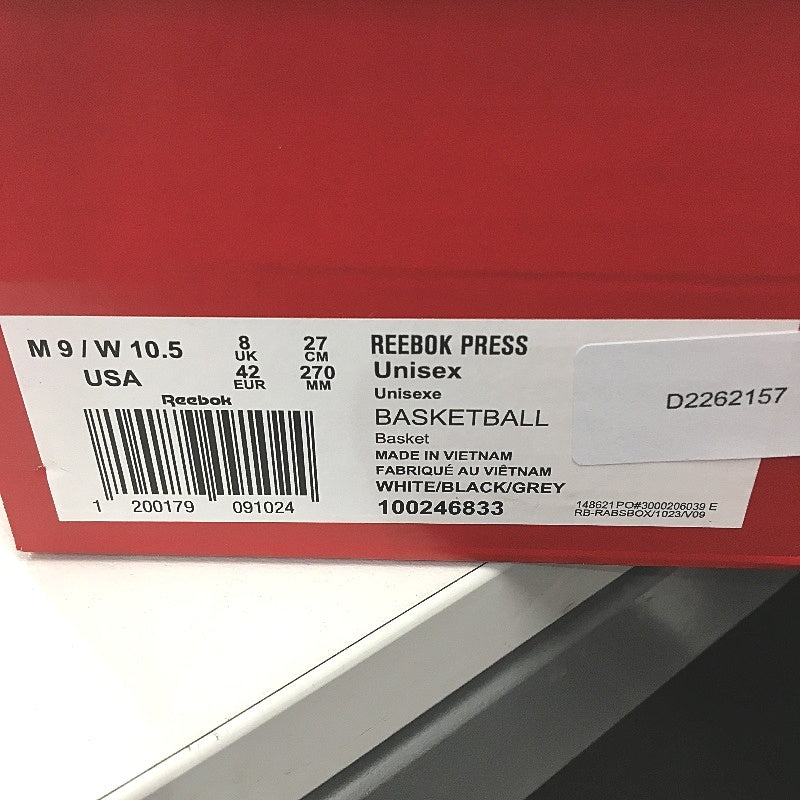 M 9 / W 10.5
USA
8
UK
42
EUR
27
CM
270
MM
Reebok
1 200179 091024
REEBOK PRESS
Unisex
Unisexe
BASKETBALL
Basket
MADE IN VIETNAM
FABRIQUÉ AU VIÊTNAM
WHITE/BLACK/GREY
100246833
148621 PO#3000206039 E
RB-RABSBOX/1023/V09
D2262157